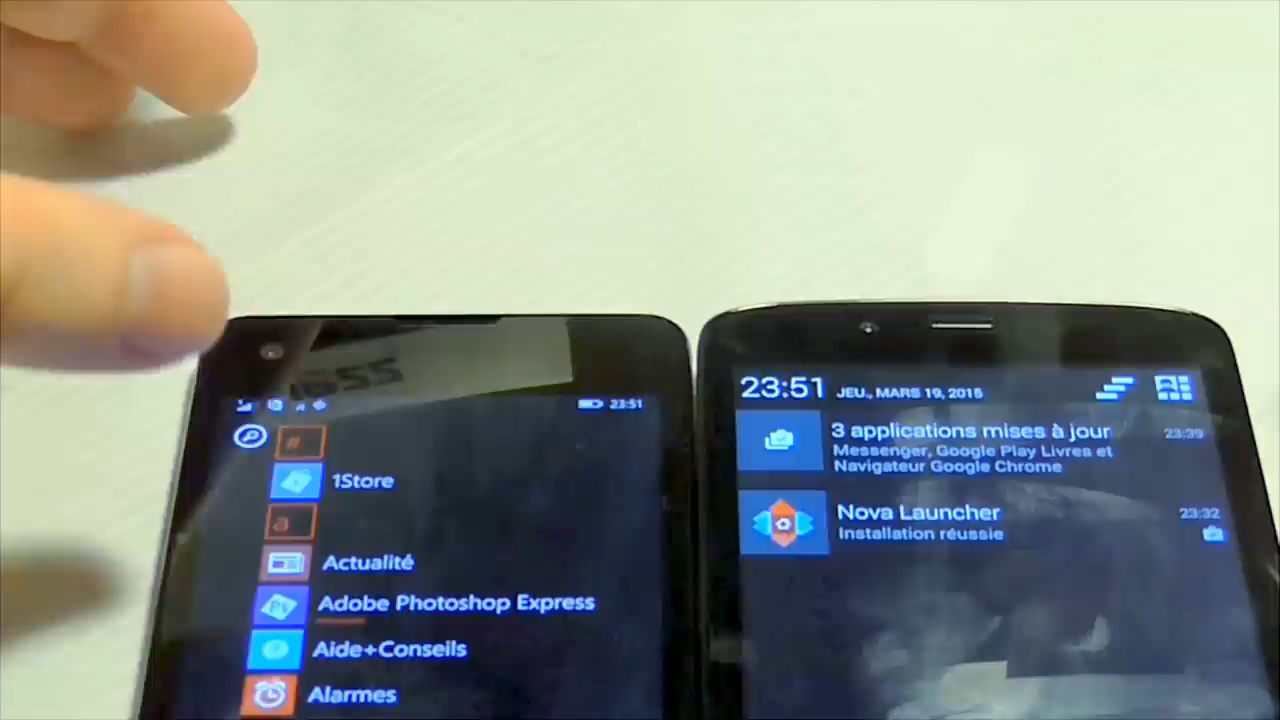 23:51
#
1Store
a
Actualité
Adobe Photoshop Express
Aide+Conseils
Alarmes
23:51 JEU., MARS 19, 2015
3 applications mises à jour 23:39
Messenger, Google Play Livres et
Navigateur Google Chrome
Nova Launcher 23:32
Installation réussie